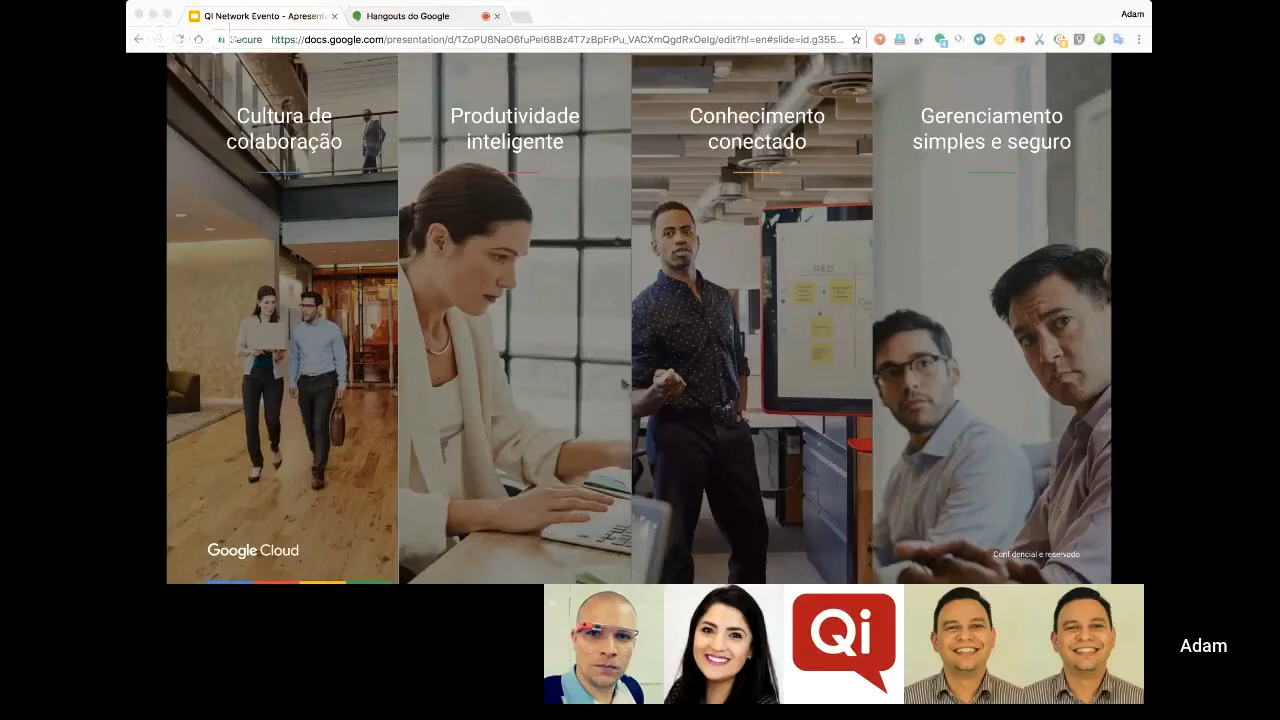 QI Network Evento - Apresent
Hangouts do Google
Adam
Secure
https://docs.google.com/presentation/d/1ZoPU8NaO6fuPei68Bz4T7zBpFrPu_VACXmQgdRxOeIg/edit?hl=en#slide=id.g355...
Cultura de
colaboração
Produtividade
inteligente
Conhecimento
conectado
Gerenciamento
simples e seguro
R&D
Google Cloud
Confidencial e reservado
Qi
Adam